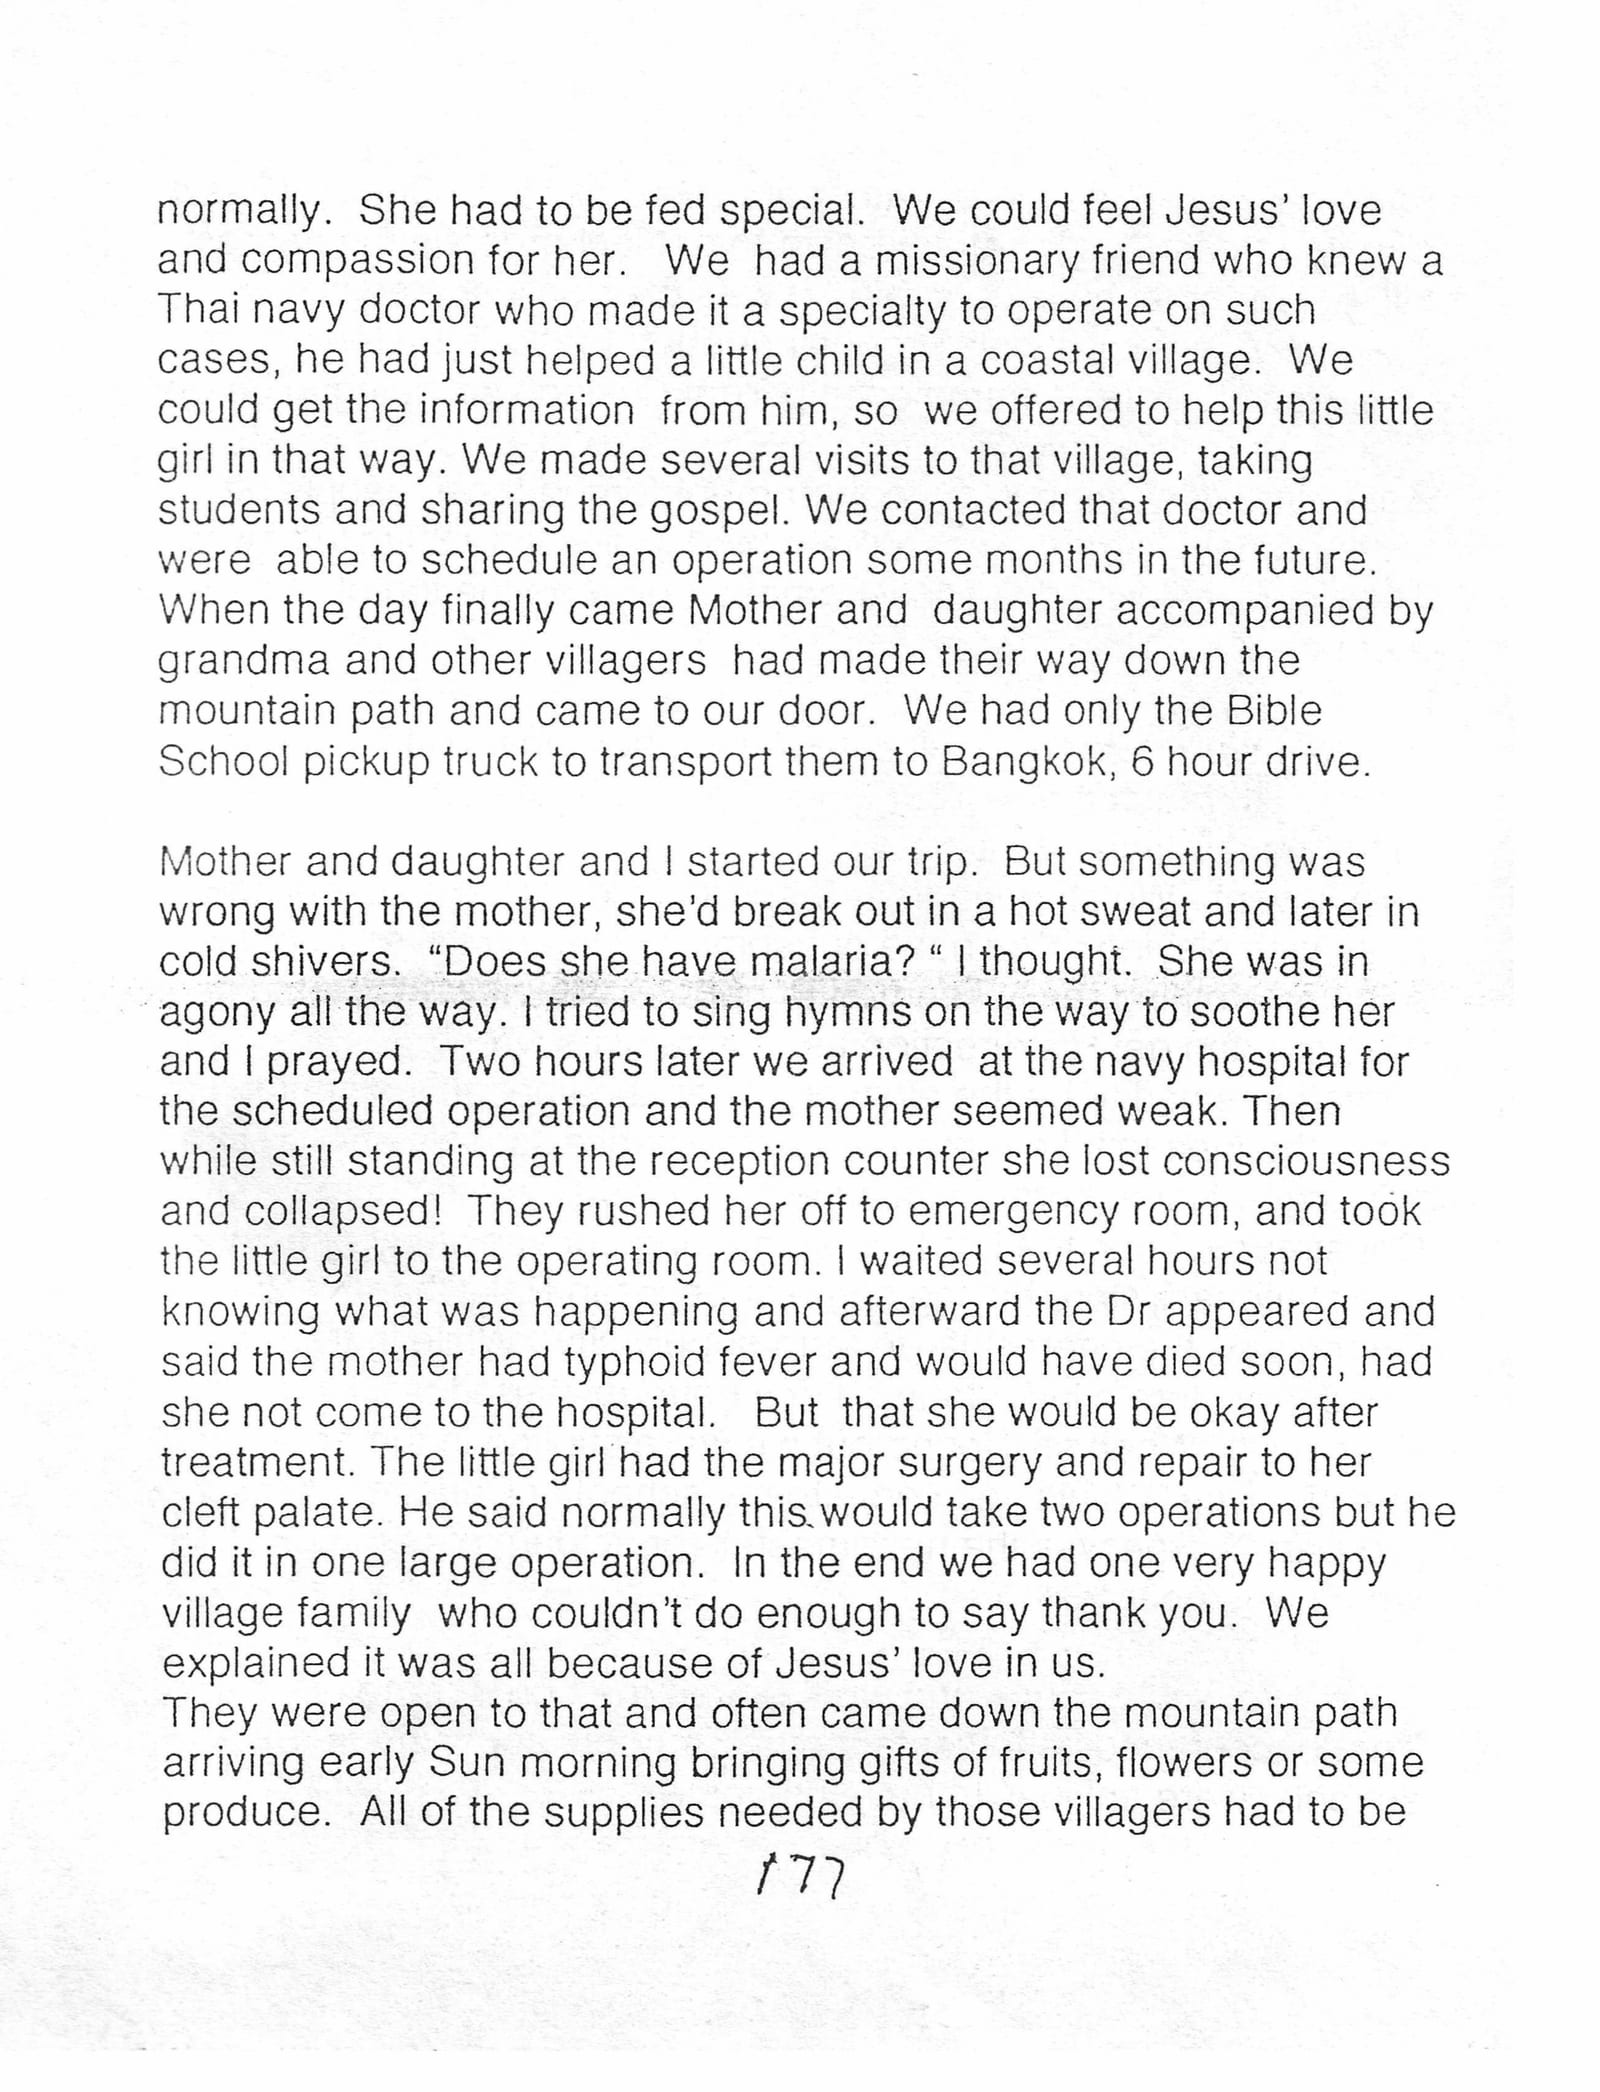 normally.  She had to be fed special.  We could feel Jesus' love
and compassion for her.   We  had a missionary friend who knew a
Thai navy doctor who made it a specialty to operate on such
cases, he had just helped a little child in a coastal village.  We
could get the information  from him, so  we offered to help this little
girl in that way. We made several visits to that village, taking
students and sharing the gospel. We contacted that doctor and
were  able to schedule an operation some months in the future.
When the day finally came Mother and  daughter accompanied by
grandma and other villagers  had made their way down the
mountain path and came to our door.  We had only the Bible
School pickup truck to transport them to Bangkok, 6 hour drive.

Mother and daughter and I started our trip.  But something was
wrong with the mother, she'd break out in a hot sweat and later in
cold shivers.  “Does she have malaria? “ I thought.  She was in
agony all the way. I tried to sing hymns on the way to soothe her
and I prayed.  Two hours later we arrived  at the navy hospital for
the scheduled operation and the mother seemed weak. Then
while still standing at the reception counter she lost consciousness
and collapsed!  They rushed her off to emergency room, and took
the little girl to the operating room. I waited several hours not
knowing what was happening and afterward the Dr appeared and
said the mother had typhoid fever and would have died soon, had
she not come to the hospital.   But  that she would be okay after
treatment. The little girl had the major surgery and repair to her
cleft palate. He said normally this would take two operations but he
did it in one large operation.  In the end we had one very happy
village family  who couldn't do enough to say thank you.  We
explained it was all because of Jesus' love in us.
They were open to that and often came down the mountain path
arriving early Sun morning bringing gifts of fruits, flowers or some
produce.  All of the supplies needed by those villagers had to be
177